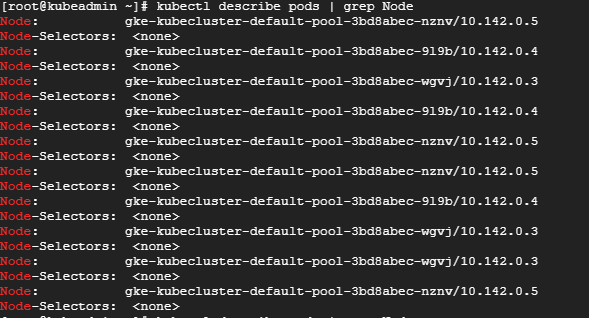 [root@kubeadmin ~]# kubectl describe pods | grep Node
Node: gke-kubecluster-default-pool-3bd8abec-nznv/10.142.0.5
Node-Selectors: <none>
Node: gke-kubecluster-default-pool-3bd8abec-9l9b/10.142.0.4
Node-Selectors: <none>
Node: gke-kubecluster-default-pool-3bd8abec-wgvj/10.142.0.3
Node-Selectors: <none>
Node: gke-kubecluster-default-pool-3bd8abec-9l9b/10.142.0.4
Node-Selectors: <none>
Node: gke-kubecluster-default-pool-3bd8abec-nznv/10.142.0.5
Node-Selectors: <none>
Node: gke-kubecluster-default-pool-3bd8abec-nznv/10.142.0.5
Node-Selectors: <none>
Node: gke-kubecluster-default-pool-3bd8abec-9l9b/10.142.0.4
Node-Selectors: <none>
Node: gke-kubecluster-default-pool-3bd8abec-wgvj/10.142.0.3
Node-Selectors: <none>
Node: gke-kubecluster-default-pool-3bd8abec-wgvj/10.142.0.3
Node-Selectors: <none>
Node: gke-kubecluster-default-pool-3bd8abec-nznv/10.142.0.5
Node-Selectors: <none>